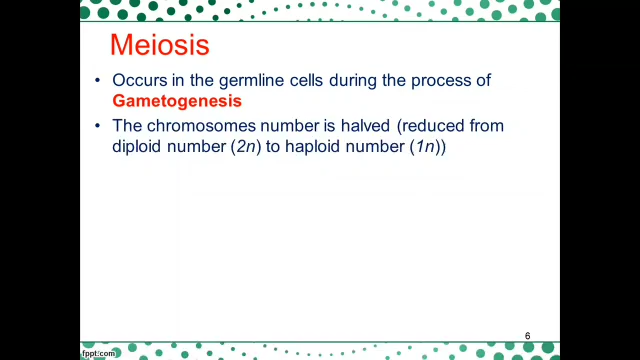 Meiosis
• Occurs in the germline cells during the process of
Gametogenesis
• The chromosomes number is halved (reduced from
diploid number (2n) to haploid number (1n))
6
fppt.com